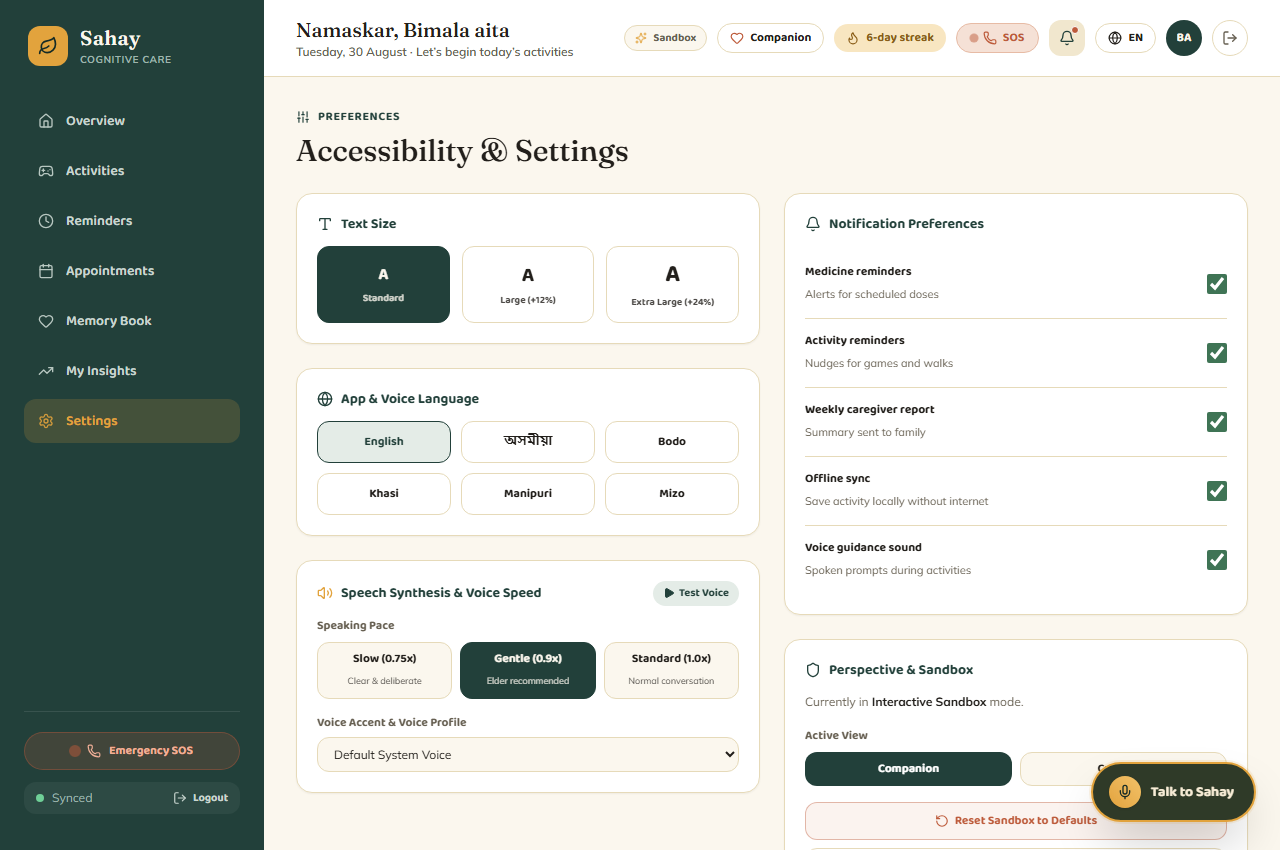 Sahay
COGNITIVE CARE
Overview
Activities
Reminders
Appointments
Memory Book
My Insights
Settings
Emergency SOS
Synced
Logout
Namaskar, Bimala aita
Tuesday, 30 August · Let's begin today's activities
Sandbox
Companion
6-day streak
SOS
EN
BA
PREFERENCES
Accessibility & Settings
Text Size
A
Standard
A
Large (+12%)
A
Extra Large (+24%)
App & Voice Language
English
অসমীয়া
Bodo
Khasi
Manipuri
Mizo
Speech Synthesis & Voice Speed
Test Voice
Speaking Pace
Slow (0.75x)
Clear & deliberate
Gentle (0.9x)
Elder recommended
Standard (1.0x)
Normal conversation
Voice Accent & Voice Profile
Default System Voice
Notification Preferences
Medicine reminders
Alerts for scheduled doses
Activity reminders
Nudges for games and walks
Weekly caregiver report
Summary sent to family
Offline sync
Save activity locally without internet
Voice guidance sound
Spoken prompts during activities
Perspective & Sandbox
Currently in Interactive Sandbox mode.
Active View
Companion
Reset Sandbox to Defaults
Talk to Sahay